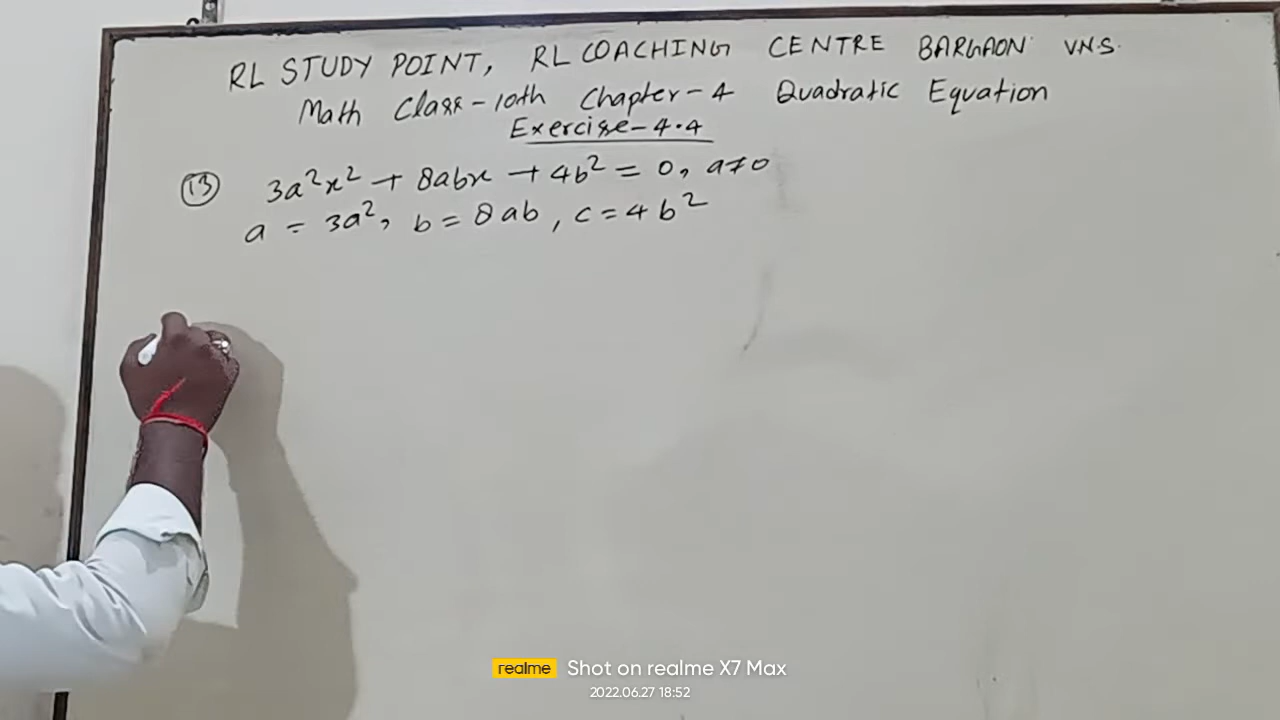 RL STUDY POINT, RL COACHING CENTRE BARGAON VNS.
Math Class-10th Chapter-4 Quadratic Equation
Exercise-4.4
(13) 3a²x² + 8abx + 4b² = 0, a≠0
a = 3a², b = 8ab, c = 4b²
realme Shot on realme X7 Max
2022.06.27 18:52